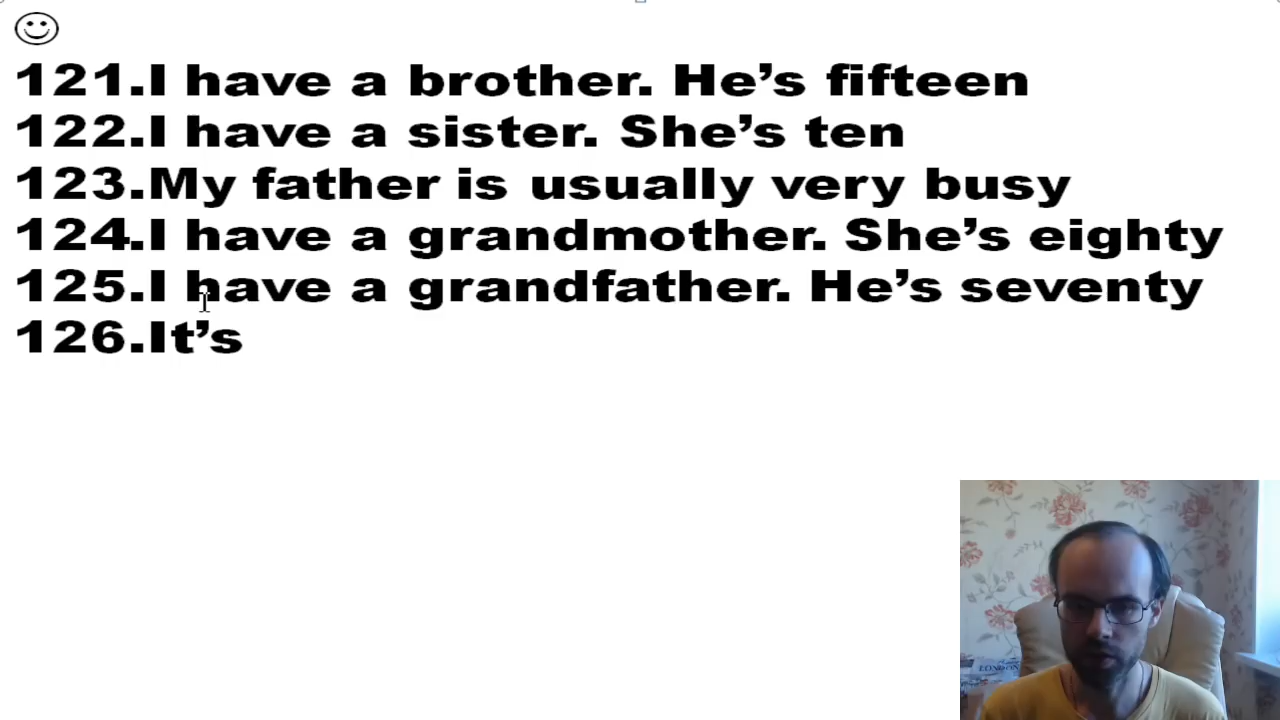 121.I have a brother. He’s fifteen
122.I have a sister. She’s ten
123.My father is usually very busy
124.I have a grandmother. She’s eighty
125.I have a grandfather. He’s seventy
126.It’s
LONDON